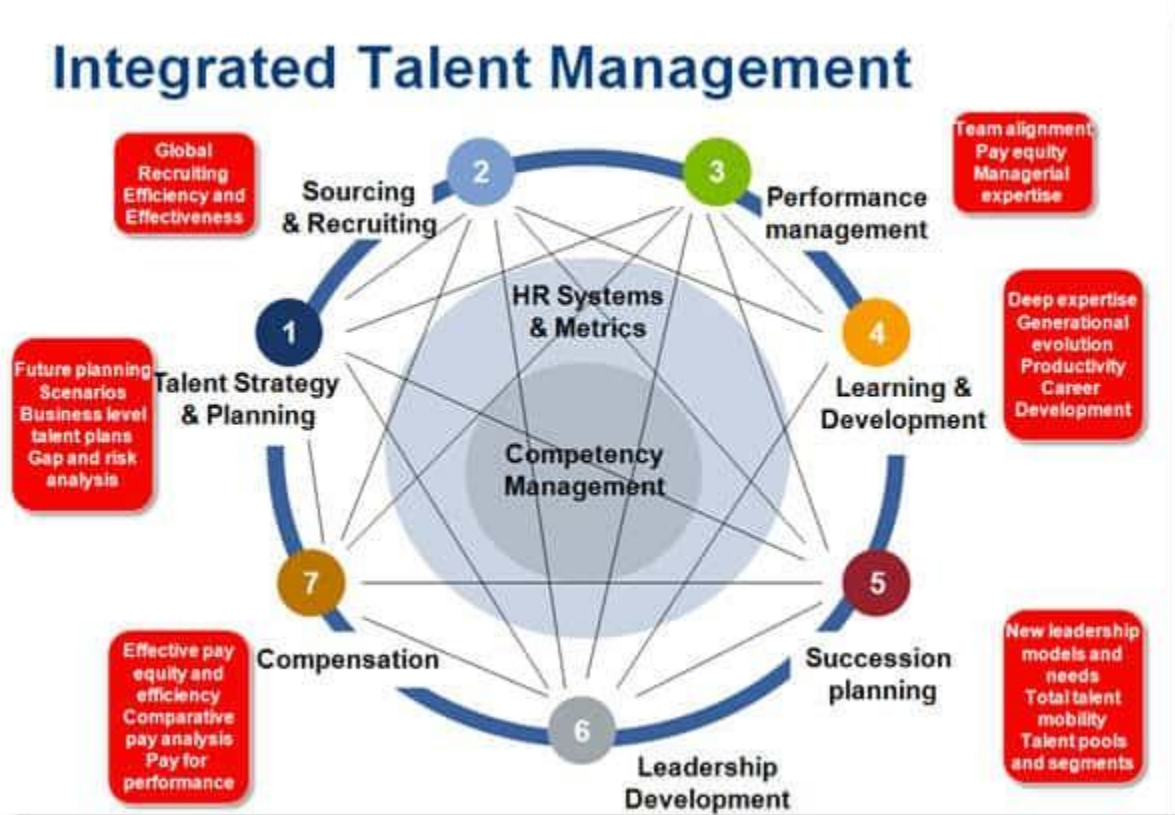 Integrated Talent Management
Global
Recruiting
Efficiency and
Effectiveness
2
Sourcing
& Recruiting
3
Performance
management
Team alignment
Pay equity
Managerial
expertise
1
Talent Strategy
& Planning
Future planning
Scenarios
Business level
talent plans
Gap and risk
analysis
HR Systems
& Metrics
Competency
Management
4
Learning &
Development
Deep expertise
Generational
evolution
Productivity
Career
Development
7
Compensation
Effective pay
equity and
efficiency
Comparative
pay analysis
Pay for
performance
6
Leadership
Development
5
Succession
planning
New leadership
models and
needs
Total talent
mobility
Talent pools
and segments